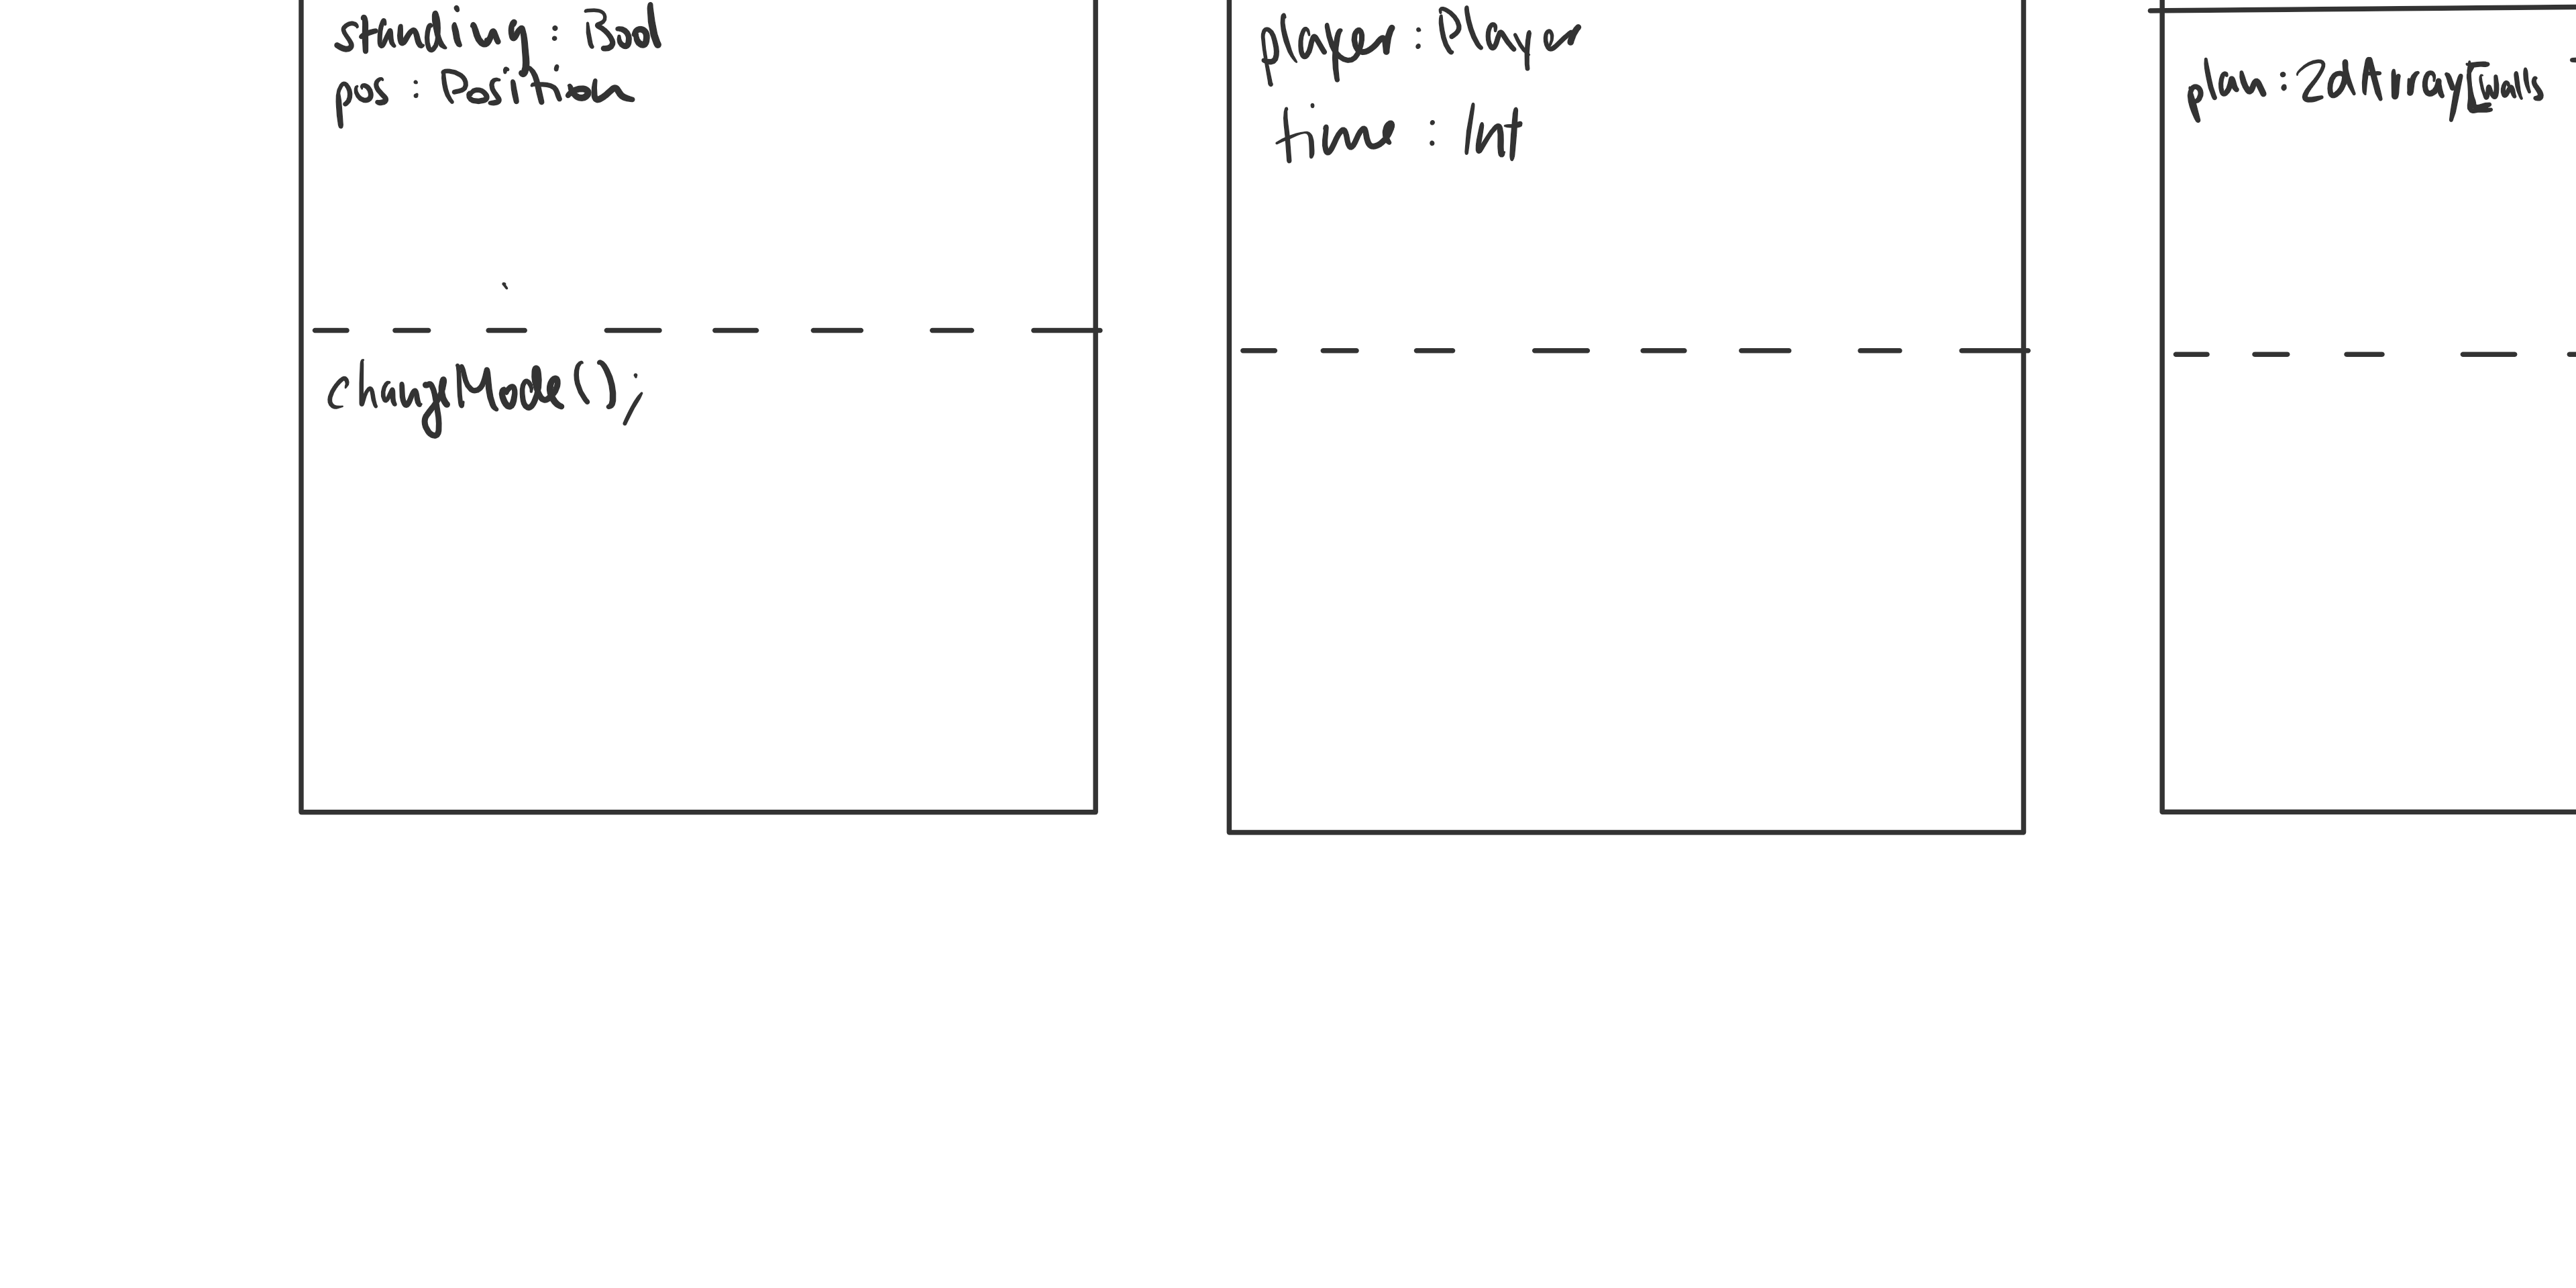 standing : Bool
pos : Position
changeMode();
player : Player
time : Int
plan : 2dArray[Walls